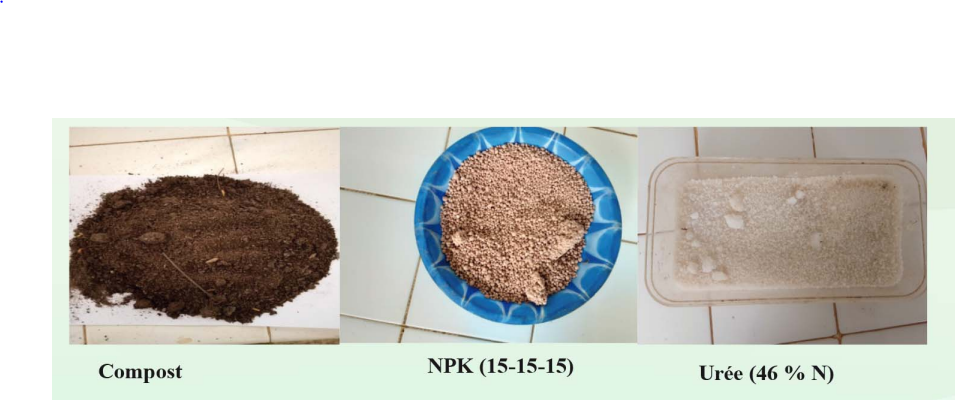 Compost
NPK (15-15-15)
Urée (46 % N)